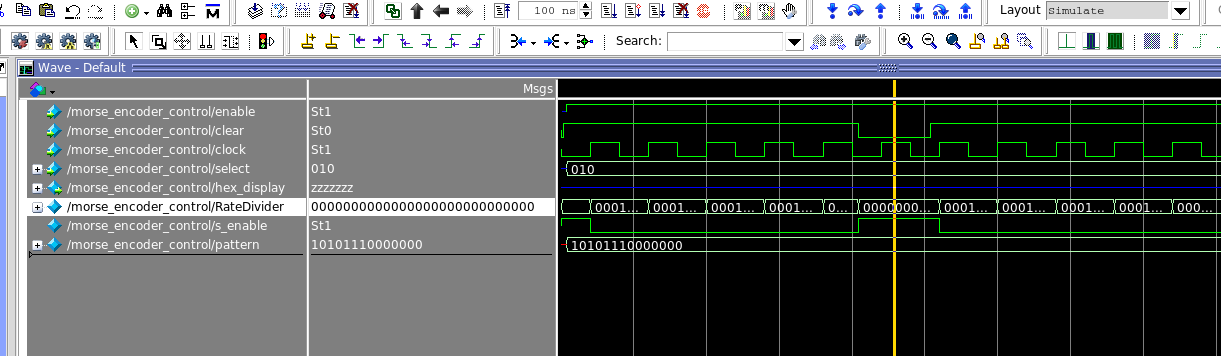 100 ns
Layout Simulate
Search:
Wave - Default
Msgs
/morse_encoder_control/enable St1
/morse_encoder_control/clear St0
/morse_encoder_control/clock St1
/morse_encoder_control/select 010 010
/morse_encoder_control/hex_display zzzzzzz
/morse_encoder_control/RateDivider 0000000000000000000000000000 0001... 0001... 0001... 0001... 0... 0000000... 0001... 0001... 0001... 0001... 000...
/morse_encoder_control/s_enable St1
/morse_encoder_control/pattern 10101110000000 10101110000000